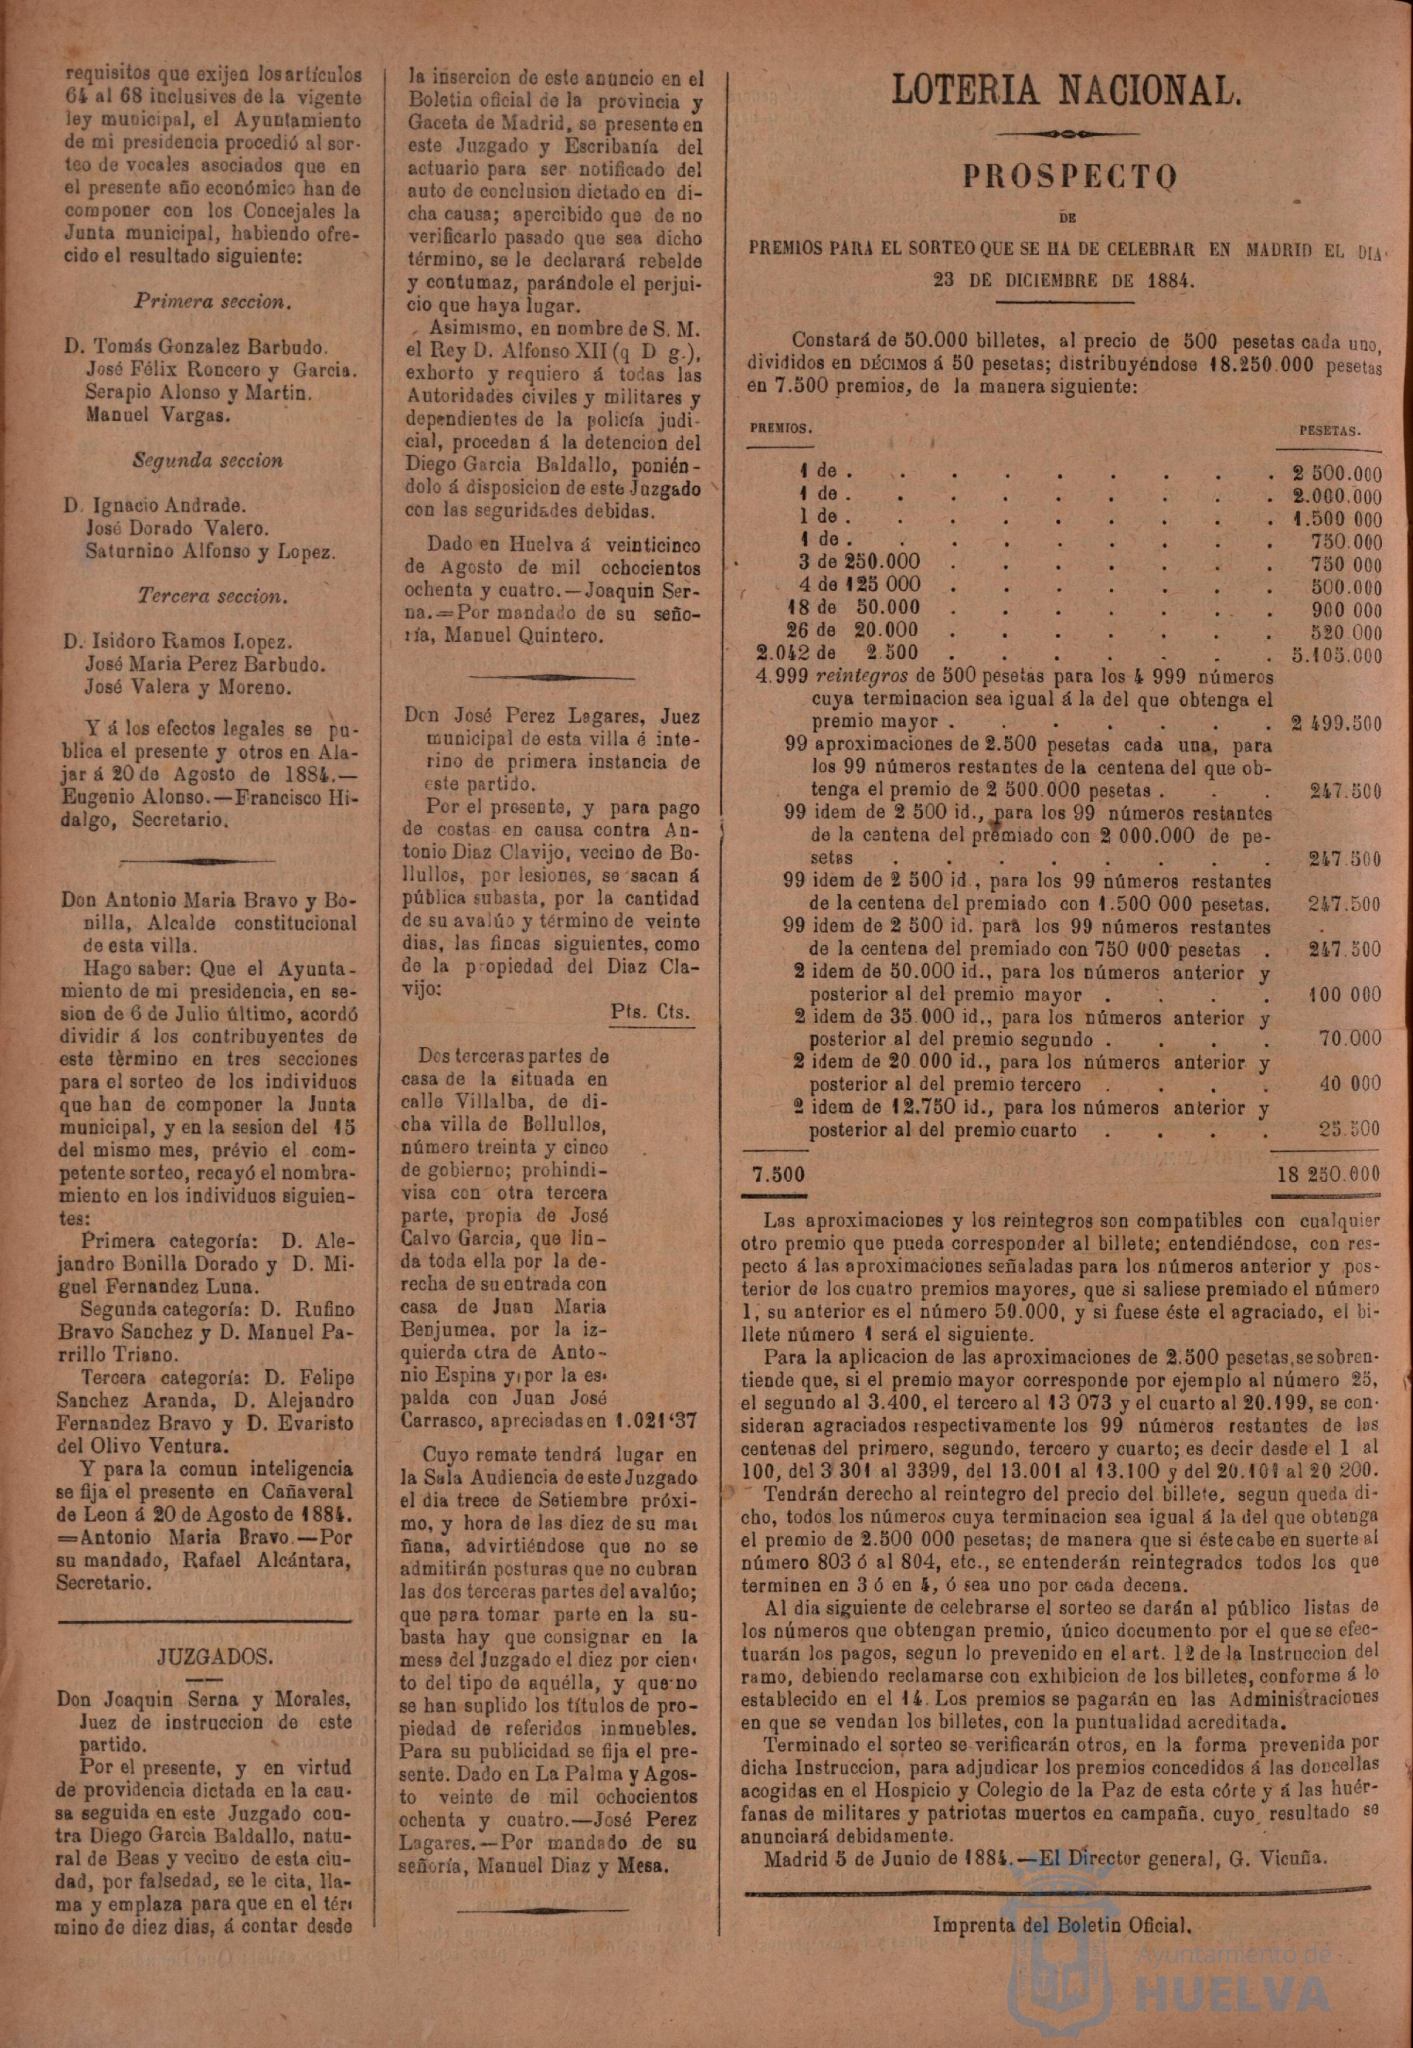 requisitos que exijen los artículos
64 al 68 inclusives de la vigente
ley municipal, el Ayuntamiento
de mi presidencia procedió al sor-
teo de vocales asociados que en
el presente año económico han de
componer con los Concejales la
Junta municipal, habiendo ofre-
cido el resultado siguiente:
Primera seccion.
D. Tomás Gonzalez Barbudo.
José Félix Roncero y Garcia.
Serapio Alonso y Martin.
Manuel Vargas.
Segunda seccion
D. Ignacio Andrade.
José Dorado Valero.
Saturnino Alfonso y Lopez.
Tercera seccion.
D. Isidoro Ramos Lopez.
José Maria Perez Barbudo.
José Valera y Moreno.
Y á los efectos legales se pu-
blica el presente y otros en Ala-
jar á 20 de Agosto de 1884.—
Eugenio Alonso.—Francisco Hi-
dalgo, Secretario.
Don Antonio Maria Bravo y Bo-
nilla, Alcalde constitucional
de esta villa.
Hago saber: Que el Ayunta-
miento de mi presidencia, en se-
sion de 6 de Julio último, acordó
dividir á los contribuyentes de
este tèrmino en tres secciones
para el sorteo de los individuos
que han de componer la Junta
municipal, y en la sesion del 15
del mismo mes, prévio el com-
petente sorteo, recayó el nombra-
miento en los individuos siguien-
tes:
Primera categoría: D. Ale-
jandro Bonilla Dorado y D. Mi-
guel Fernandez Luna.
Segunda categoría: D. Rufino
Bravo Sanchez y D. Manuel Pa-
rrillo Triano.
Tercera categoría: D. Felipe
Sanchez Aranda, D. Alejandro
Fernandez Bravo y D. Evaristo
del Olivo Ventura.
Y para la comun inteligencia
se fija el presente en Cañaveral
de Leon á 20 de Agosto de 1884.
=Antonio Maria Bravo.—Por
su mandado, Rafael Alcántara,
Secretario.
JUZGADOS.
Don Joaquin Serna y Morales,
Juez de instruccion de este
partido.
Por el presente, y en virtud
de providencia dictada en la cau-
sa seguida en este Juzgado con-
tra Diego Garcia Baldallo, natu-
ral de Beas y vecino de esta ciu-
dad, por falsedad, se le cita, lla-
ma y emplaza para que en el tér-
mino de diez dias, á contar desde
la insercion de este anuncio en el
Boletin oficial de la provincia y
Gaceta de Madrid, se presente en
este Juzgado y Escribanía del
actuario para ser notificado del
auto de conclusion dictado en di-
cha causa; apercibido que de no
verificarlo pasado que sea dicho
término, se le declarará rebelde
y contumaz, parándole el perjui-
cio que haya lugar.
Asimismo, en nombre de S. M.
el Rey D. Alfonso XII (q D g.),
exhorto y requiero á todas las
Autoridades civiles y militares y
dependientes de la policía judi-
cial, procedan á la detencion del
Diego Garcia Baldallo, ponién-
dolo á disposicion de este Juzgado
con las seguridades debidas.
Dado en Huelva á veinticinco
de Agosto de mil ochocientos
ochenta y cuatro.—Joaquin Ser-
na.=Por mandado de su seño-
ría, Manuel Quintero.
Don José Perez Lagares, Juez
municipal de esta villa é inte-
rino de primera instancia de
este partido.
Por el presente, y para pago
de costas en causa contra An-
tonio Diaz Clavijo, vecino de Bo-
llullos, por lesiones, se sacan á
pública subasta, por la cantidad
de su avalúo y término de veinte
dias, las fincas siguientes, como
de la propiedad del Diaz Cla-
vijo:
Pts. Cts.
Dos terceras partes de
casa de la situada en
calle Villalba, de di-
cha villa de Bollullos,
número treinta y cinco
de gobierno; prohindi-
visa con otra tercera
parte, propia de José
Calvo Garcia, que lin-
da toda ella por la de-
recha de su entrada con
casa de Juan Maria
Benjumea, por la iz-
quierda otra de Anto-
nio Espina y por la es-
palda con Juan José
Carrasco, apreciadas en 1.021‘37
Cuyo remate tendrá lugar en
la Sala Audiencia de este Juzgado
el dia trece de Setiembre próxi-
mo, y hora de las diez de su ma-
ñana, advirtiéndose que no se
admitirán posturas que no cubran
las dos terceras partes del avalúo;
que para tomar parte en la su-
basta hay que consignar en la
mesa del Juzgado el diez por cien-
to del tipo de aquélla, y que no
se han suplido los títulos de pro-
piedad de referidos inmuebles.
Para su publicidad se fija el pre-
sente. Dado en La Palma y Agos-
to veinte de mil ochocientos
ochenta y cuatro.—José Perez
Lagares.—Por mandado de su
señoría, Manuel Diaz y Mesa.
LOTERIA NACIONAL.
PROSPECTO
DE
PREMIOS PARA EL SORTEO QUE SE HA DE CELEBRAR EN MADRID EL DIA
23 DE DICIEMBRE DE 1884.
Constará de 50.000 billetes, al precio de 500 pesetas cada uno,
divididos en DÉCIMOS á 50 pesetas; distribuyéndose 18.250.000 pesetas
en 7.500 premios, de la manera siguiente:
PREMIOS. PESETAS.
1 de . . . . . . . . . 2 500.000
1 de . . . . . . . . . 2.000.000
1 de . . . . . . . . . 1.500 000
1 de . . . . . . . . . 750.000
3 de 250.000 . . . . . . . 750 000
4 de 125 000 . . . . . . . 500.000
18 de 50.000 . . . . . . . 900 000
26 de 20.000 . . . . . . . 520 000
2.042 de 2.500 . . . . . . . 5.105.000
4.999 reintegros de 500 pesetas para los 4 999 números
cuya terminacion sea igual á la del que obtenga el
premio mayor . . . . . . . 2 499.500
99 aproximaciones de 2.500 pesetas cada una, para
los 99 números restantes de la centena del que ob-
tenga el premio de 2 500.000 pesetas . . . 247.500
99 idem de 2 500 id., para los 99 números restantes
de la centena del premiado con 2 000.000 de pe-
setas . . . . . . . . 247.500
99 idem de 2 500 id., para los 99 números restantes
de la centena del premiado con 1.500 000 pesetas. 247.500
99 idem de 2 500 id. para los 99 números restantes
de la centena del premiado con 750 000 pesetas . 247.500
2 idem de 50.000 id., para los números anterior y
posterior al del premio mayor . . . . 100 000
2 idem de 35.000 id., para los números anterior y
posterior al del premio segundo . . . . 70.000
2 idem de 20 000 id., para los números anterior y
posterior al del premio tercero . . . . 40 000
2 idem de 12.750 id., para los números anterior y
posterior al del premio cuarto . . . . 25.500
7.500 18 250.000
Las aproximaciones y los reintegros son compatibles con cualquier
otro premio que pueda corresponder al billete; entendiéndose, con res-
pecto á las aproximaciones señaladas para los números anterior y pos-
terior de los cuatro premios mayores, que si saliese premiado el número
1, su anterior es el número 50.000, y si fuese éste el agraciado, el bi-
llete número 1 será el siguiente.
Para la aplicacion de las aproximaciones de 2.500 pesetas, se sobren-
tiende que, si el premio mayor corresponde por ejemplo al número 25,
el segundo al 3.400, el tercero al 13 073 y el cuarto al 20.199, se con-
sideran agraciados respectivamente los 99 números restantes de las
centenas del primero, segundo, tercero y cuarto; es decir desde el 1 al
100, del 3 301 al 3399, del 13.001 al 13.100 y del 20.101 al 20 200.
Tendrán derecho al reintegro del precio del billete, segun queda di-
cho, todos los números cuya terminacion sea igual á la del que obtenga
el premio de 2.500 000 pesetas; de manera que si éste cabe en suerte al
número 803 ó al 804, etc., se entenderán reintegrados todos los que
terminen en 3 ó en 4, ó sea uno por cada decena.
Al dia siguiente de celebrarse el sorteo se darán al público listas de
los números que obtengan premio, único documento por el que se efec-
tuarán los pagos, segun lo prevenido en el art. 12 de la Instruccion del
ramo, debiendo reclamarse con exhibicion de los billetes, conforme á lo
establecido en el 14. Los premios se pagarán en las Administraciones
en que se vendan los billetes, con la puntualidad acreditada.
Terminado el sorteo se verificarán otros, en la forma prevenida por
dicha Instruccion, para adjudicar los premios concedidos á las doncellas
acogidas en el Hospicio y Colegio de la Paz de esta córte y á las huér-
fanas de militares y patriotas muertos en campaña, cuyo resultado se
anunciará debidamente.
Madrid 5 de Junio de 1884.—El Director general, G. Vicuña.
Imprenta del Boletin Oficial.
Ayuntamiento de
HUELVA